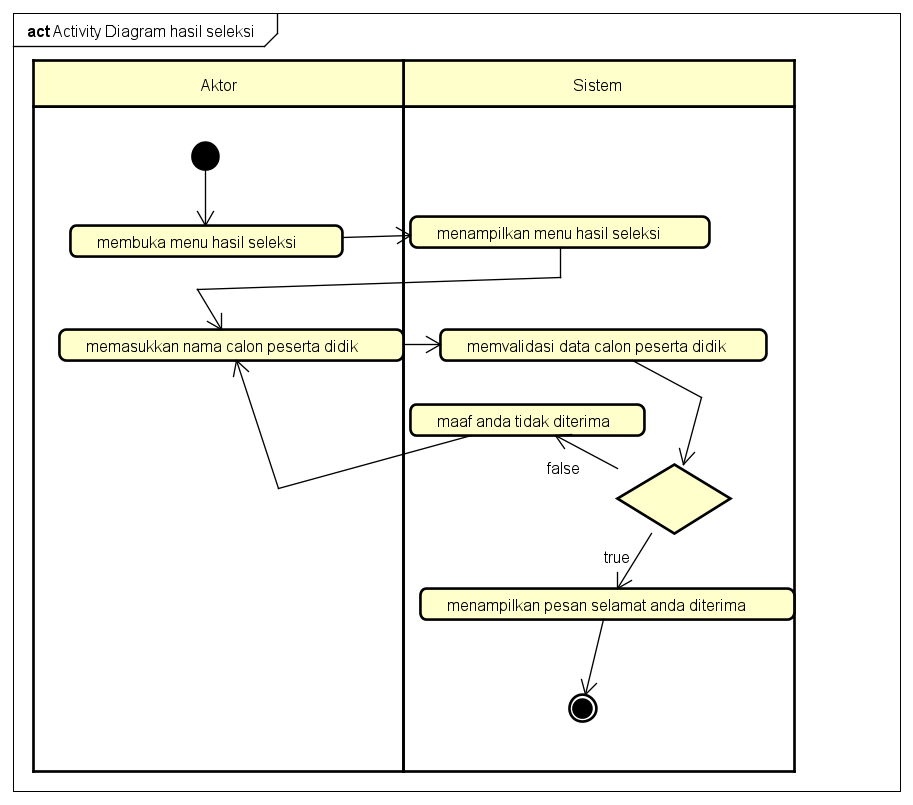 act Activity Diagram hasil seleksi
Aktor
Sistem
membuka menu hasil seleksi
menampilkan menu hasil seleksi
memasukkan nama calon peserta didik
memvalidasi data calon peserta didik
maaf anda tidak diterima
false
true
menampilkan pesan selamat anda diterima